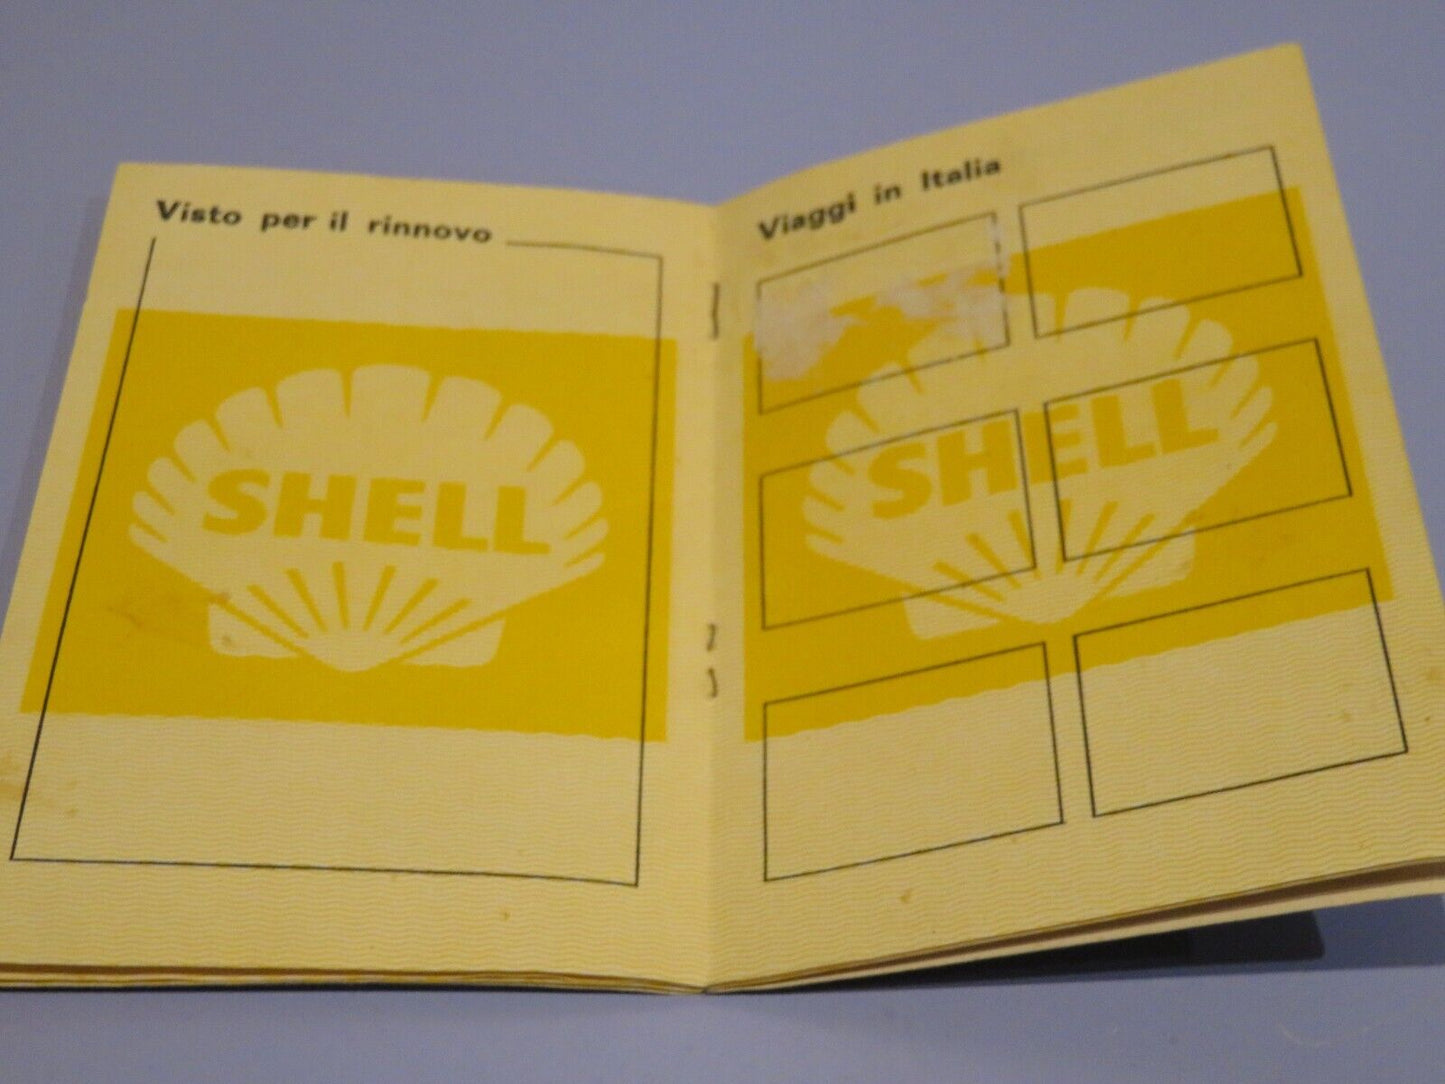 Visto per il rinnovo
SHELL
Viaggi in Italia
SHELL